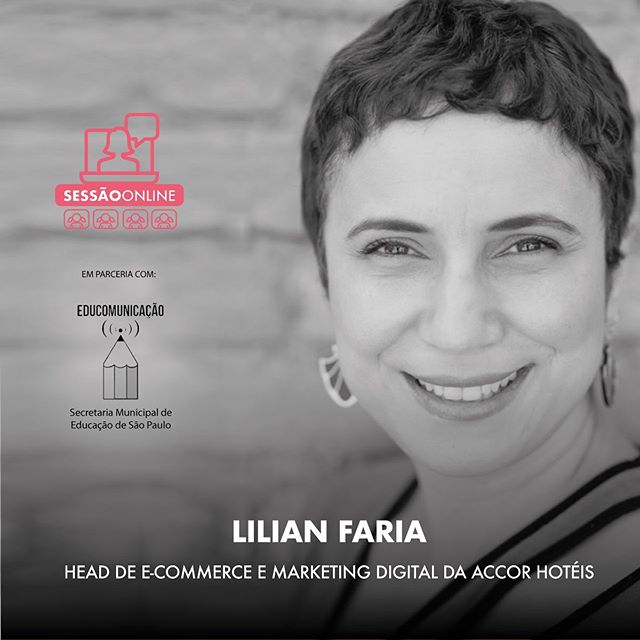 SESSÃOONLINE
EM PARCERIA COM:
EDUCOMUNICAÇÃO
Secretaria Municipal de
Educação de São Paulo
LILIAN FARIA
HEAD DE E-COMMERCE E MARKETING DIGITAL DA ACCOR HOTÉIS